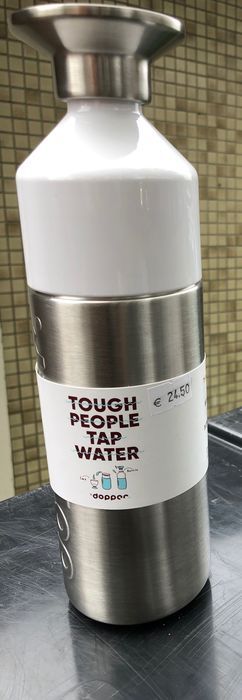 TOUGH
PEOPLE
TAP
WATER
€ 24.50
dopper